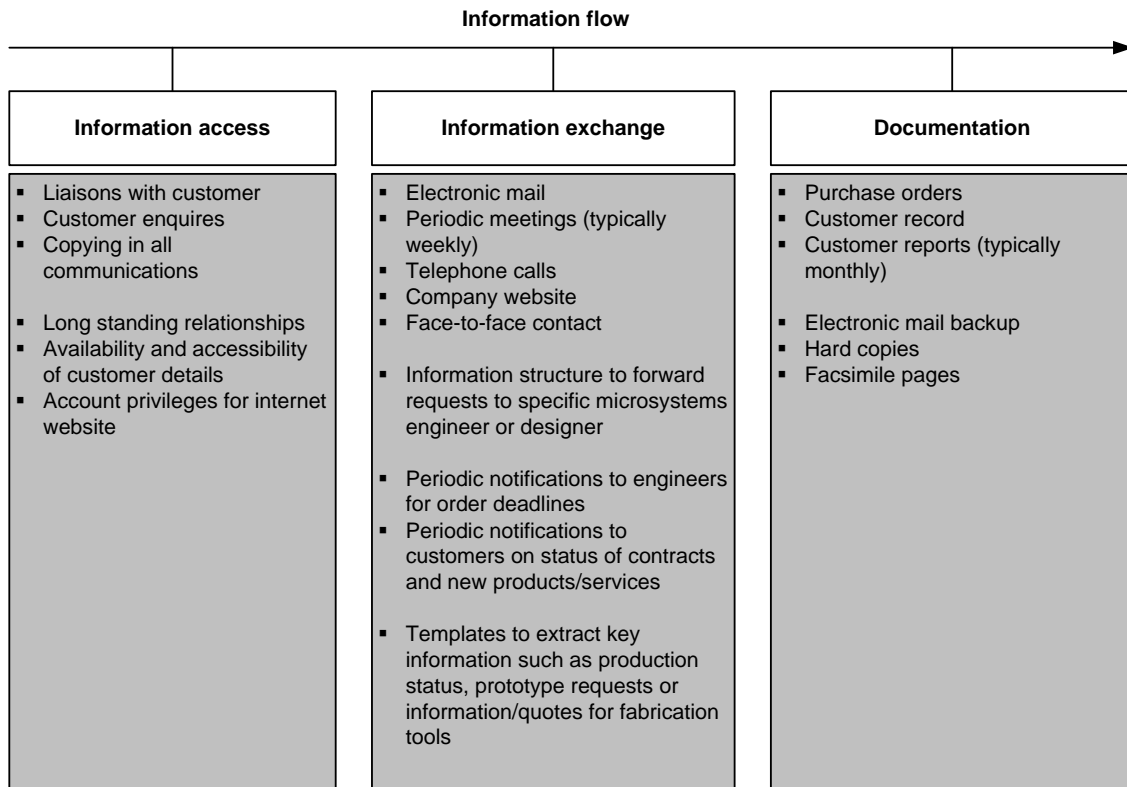 Information flow
Information access
Information exchange
Documentation
▪ Liaisons with customer
▪ Customer enquires
▪ Copying in all
communications
▪ Long standing relationships
▪ Availability and accessibility
of customer details
▪ Account privileges for internet
website
▪ Electronic mail
▪ Periodic meetings (typically
weekly)
▪ Telephone calls
▪ Company website
▪ Face-to-face contact
▪ Information structure to forward
requests to specific microsystems
engineer or designer
▪ Periodic notifications to engineers
for order deadlines
▪ Periodic notifications to
customers on status of contracts
and new products/services
▪ Templates to extract key
information such as production
status, prototype requests or
information/quotes for fabrication
tools
▪ Purchase orders
▪ Customer record
▪ Customer reports (typically
monthly)
▪ Electronic mail backup
▪ Hard copies
▪ Facsimile pages